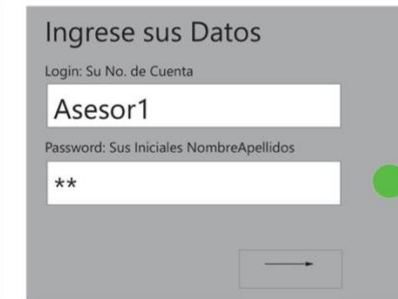 Ingrese sus Datos
Login: Su No. de Cuenta
Asesor1
Password: Sus Iniciales NombreApellidos
**